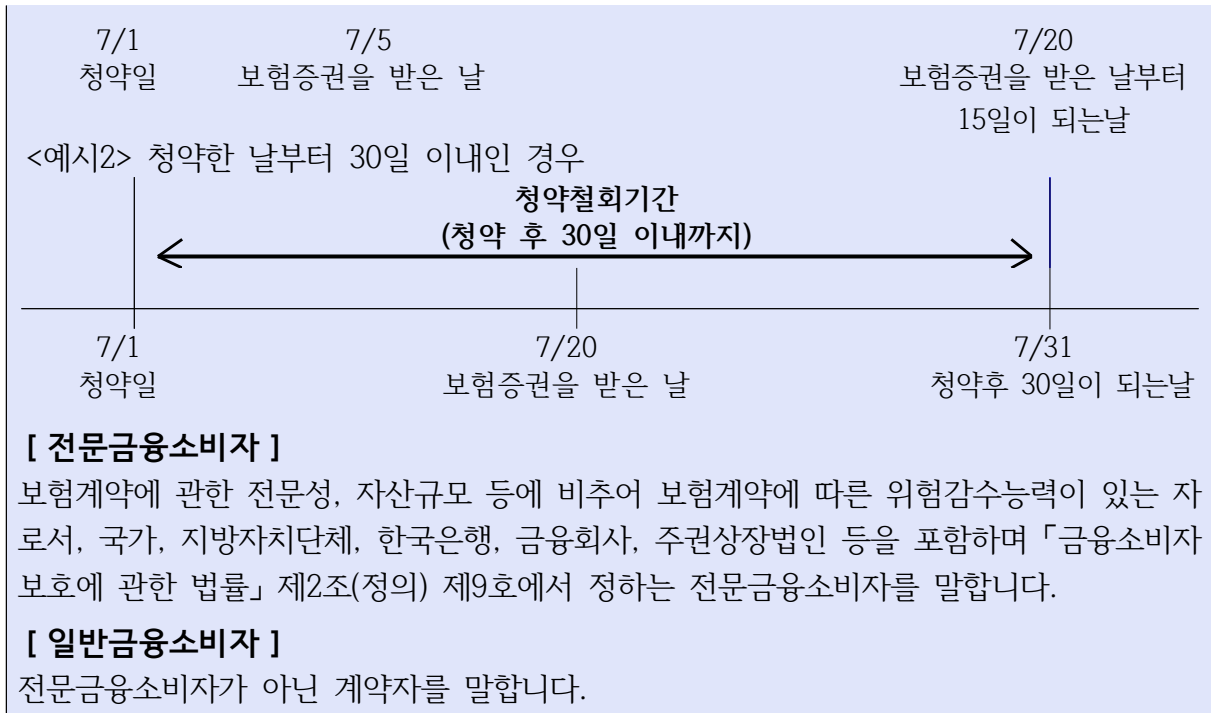 7/1 7/5 7/20
청약일 보험증권을 받은 날 보험증권을 받은 날부터
15일이 되는날
<예시2> 청약한 날부터 30일 이내인 경우
청약철회기간
(청약 후 30일 이내까지)
7/1 7/20 7/31
청약일 보험증권을 받은 날 청약후 30일이 되는날
[ 전문금융소비자 ]
보험계약에 관한 전문성, 자산규모 등에 비추어 보험계약에 따른 위험감수능력이 있는 자
로서, 국가, 지방자치단체, 한국은행, 금융회사, 주권상장법인 등을 포함하며 「금융소비자
보호에 관한 법률」 제2조(정의) 제9호에서 정하는 전문금융소비자를 말합니다.
[ 일반금융소비자 ]
전문금융소비자가 아닌 계약자를 말합니다.